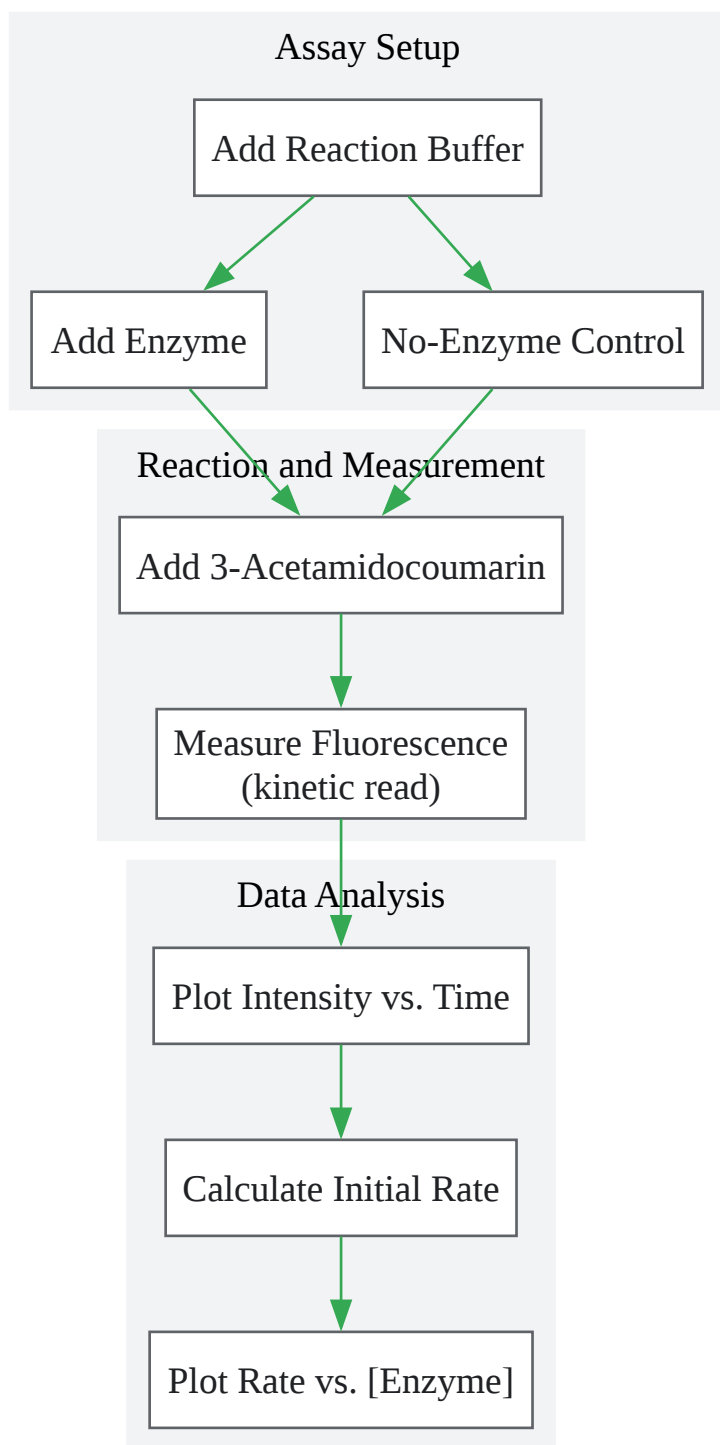 Assay Setup
Add Reaction Buffer
Add Enzyme
No-Enzyme Control
Reaction and Measurement
Add 3-Acetamidocoumarin
Measure Fluorescence
(kinetic read)
Data Analysis
Plot Intensity vs. Time
Calculate Initial Rate
Plot Rate vs. [Enzyme]